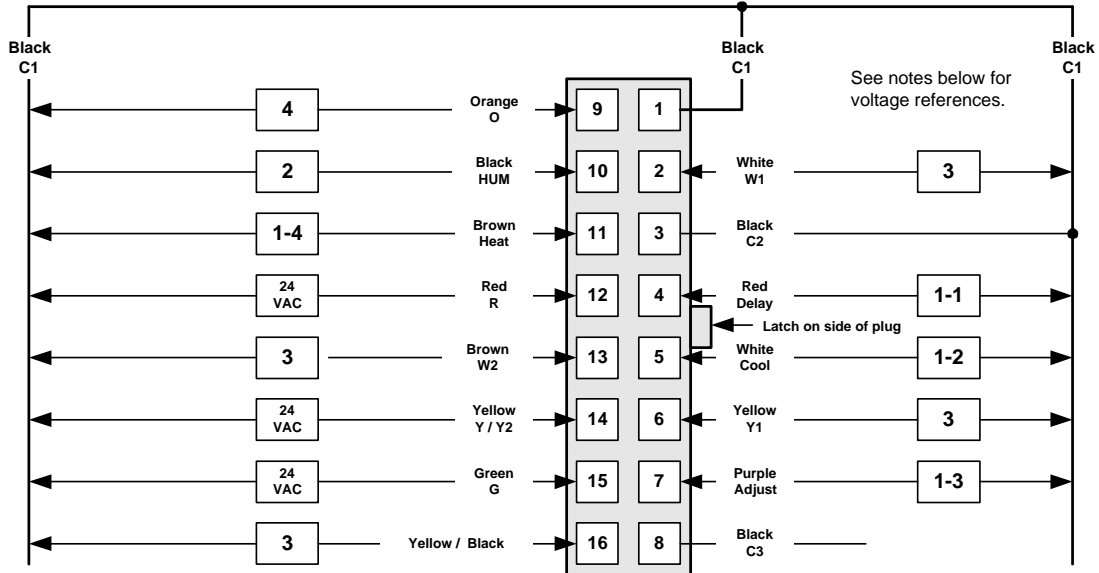 Black
C1
Black
C1
Black
C1
See notes below for
voltage references.
4
Orange
O
9
1
2
Black
HUM
10
2
White
W1
3
1-4
Brown
Heat
11
3
Black
C2
24
VAC
Red
R
12
4
Red
Delay
1-1
Latch on side of plug
3
Brown
W2
13
5
White
Cool
1-2
24
VAC
Yellow
Y / Y2
14
6
Yellow
Y1
3
24
VAC
Green
G
15
7
Purple
Adjust
1-3
3
Yellow / Black
16
8
Black
C3